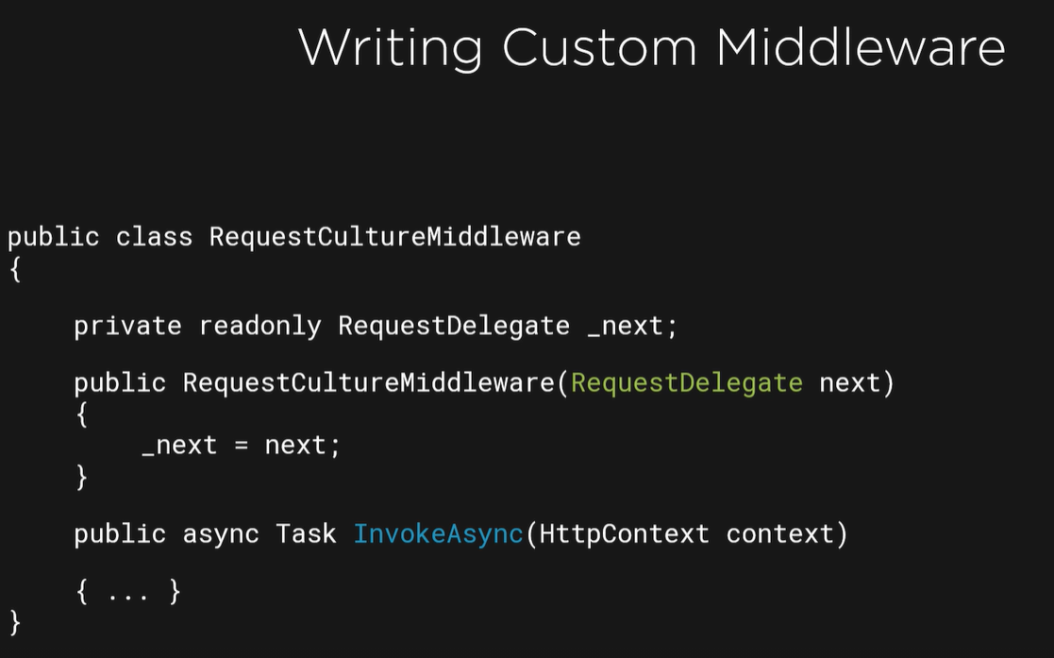 Writing Custom Middleware
public class RequestCultureMiddleware
{
private readonly RequestDelegate _next;
public RequestCultureMiddleware(RequestDelegate next)
{
_next = next;
}
public async Task InvokeAsync(HttpContext context)
{ ... }
}